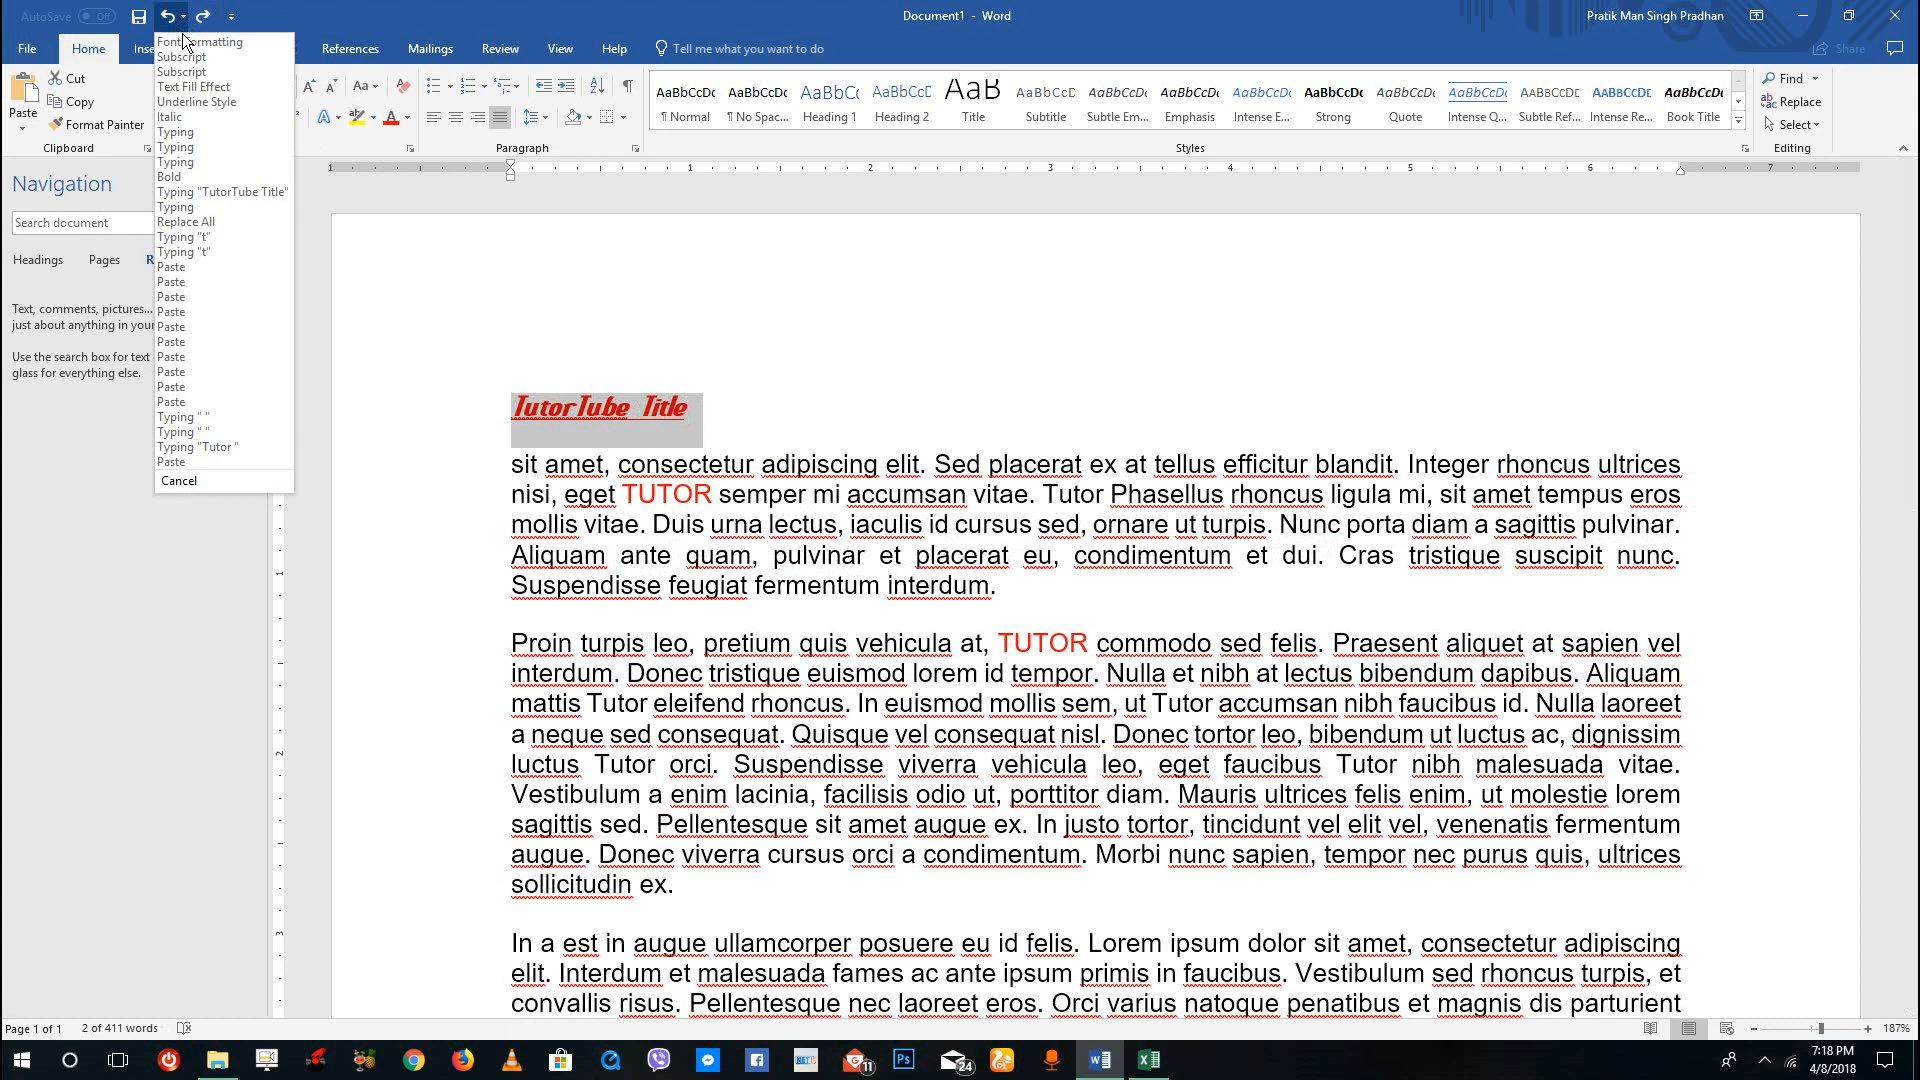 AutoSave Off
Document1 - Word
Pratik Man Singh Pradhan
File Home Inse References Mailings Review View Help Tell me what you want to do
Share
Font Formatting
Subscript
Subscript
Text Fill Effect
Underline Style
Italic
Typing
Typing
Typing
Bold
Typing "TutorTube Title"
Typing
Replace All
Typing "t"
Typing "t"
Paste
Paste
Paste
Paste
Paste
Paste
Paste
Paste
Paste
Paste
Typing " "
Typing " "
Typing "Tutor "
Paste
Cancel
Paste
Cut
Copy
Format Painter
Clipboard
Aa
A
A
Paragraph
AaBbCcDc AaBbCcDc AaBbCc AaBbCcD AaB AaBbCcD AaBbCcDc AaBbCcDc AaBbCcDc AaBbCcDc AaBbCcDc AaBbCcDc AABBCCDD AABBCCDD AaBbCcDc
¶ Normal ¶ No Spac... Heading 1 Heading 2 Title Subtitle Subtle Em... Emphasis Intense E... Strong Quote Intense Q... Subtle Ref... Intense Re... Book Title
Styles
Find
Replace
Select
Editing
Navigation
Search document
Headings Pages R
Text, comments, pictures...
just about anything in your
Use the search box for text
glass for everything else.
1 1 2 3 4 5 6 7
1
2
3
TutorTube Title
sit amet, consectetur adipiscing elit. Sed placerat ex at tellus efficitur blandit. Integer rhoncus ultrices
nisi, eget TUTOR semper mi accumsan vitae. Tutor Phasellus rhoncus ligula mi, sit amet tempus eros
mollis vitae. Duis urna lectus, iaculis id cursus sed, ornare ut turpis. Nunc porta diam a sagittis pulvinar.
Aliquam ante quam, pulvinar et placerat eu, condimentum et dui. Cras tristique suscipit nunc.
Suspendisse feugiat fermentum interdum.
Proin turpis leo, pretium quis vehicula at, TUTOR commodo sed felis. Praesent aliquet at sapien vel
interdum. Donec tristique euismod lorem id tempor. Nulla et nibh at lectus bibendum dapibus. Aliquam
mattis Tutor eleifend rhoncus. In euismod mollis sem, ut Tutor accumsan nibh faucibus id. Nulla laoreet
a neque sed consequat. Quisque vel consequat nisl. Donec tortor leo, bibendum ut luctus ac, dignissim
luctus Tutor orci. Suspendisse viverra vehicula leo, eget faucibus Tutor nibh malesuada vitae.
Vestibulum a enim lacinia, facilisis odio ut, porttitor diam. Mauris ultrices felis enim, ut molestie lorem
sagittis sed. Pellentesque sit amet augue ex. In justo tortor, tincidunt vel elit vel, venenatis fermentum
augue. Donec viverra cursus orci a condimentum. Morbi nunc sapien, tempor nec purus quis, ultrices
sollicitudin ex.
In a est in augue ullamcorper posuere eu id felis. Lorem ipsum dolor sit amet, consectetur adipiscing
elit. Interdum et malesuada fames ac ante ipsum primis in faucibus. Vestibulum sed rhoncus turpis, et
convallis risus. Pellentesque nec laoreet eros. Orci varius natoque penatibus et magnis dis parturient
Page 1 of 1 2 of 411 words
187%
11
Ps
24
7:18 PM
4/8/2018